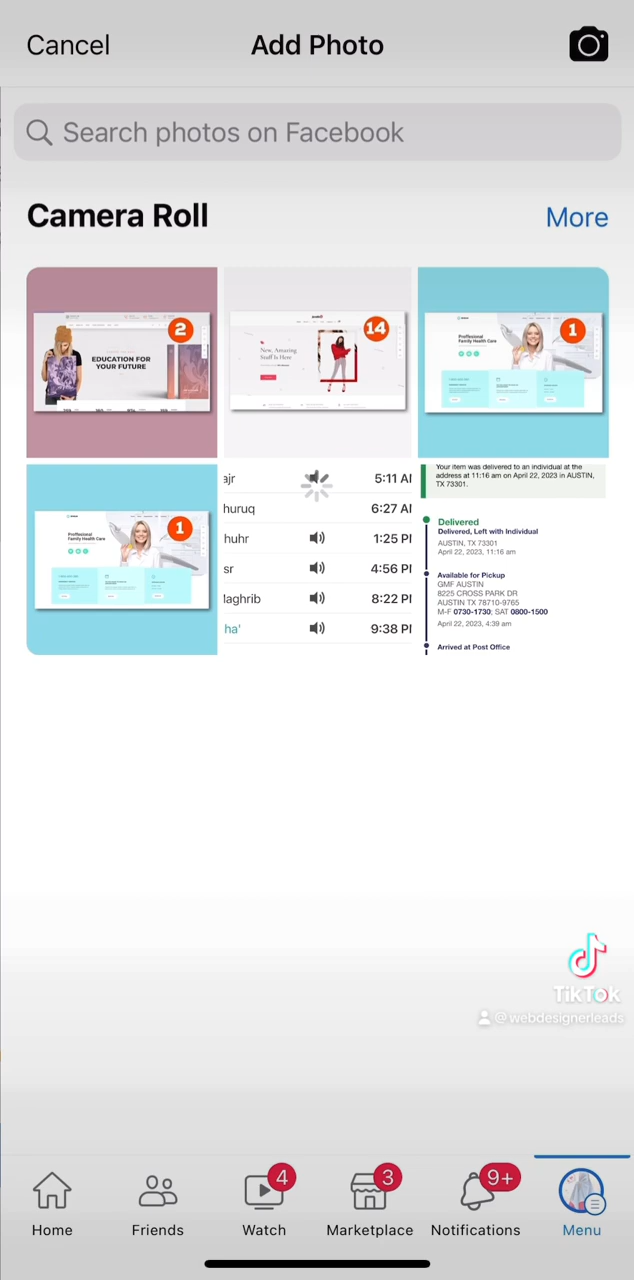 Cancel
Add Photo
Search photos on Facebook
Camera Roll
More
2
EDUCATION FOR
YOUR FUTURE
14
New, Amazing
Stuff Is Here
1
Proffesional
Family Health Care
1
Proffesional
Family Health Care
ajr 5:11 AM
huruq 6:27 AM
huhr 1:25 PM
sr 4:56 PM
laghrib 8:22 PM
ha' 9:38 PM
Your item was delivered to an individual at the
address at 11:16 am on April 22, 2023 in AUSTIN,
TX 73301.
Delivered
Delivered, Left with Individual
AUSTIN, TX 73301
April 22, 2023, 11:16 am
Available for Pickup
GMF AUSTIN
8225 CROSS PARK DR
AUSTIN TX 78710-9765
M-F 0730-1730; SAT 0800-1500
April 22, 2023, 4:39 am
Arrived at Post Office
TikTok
@webdesignerleads
4
3
9+
Home
Friends
Watch
Marketplace
Notifications
Menu